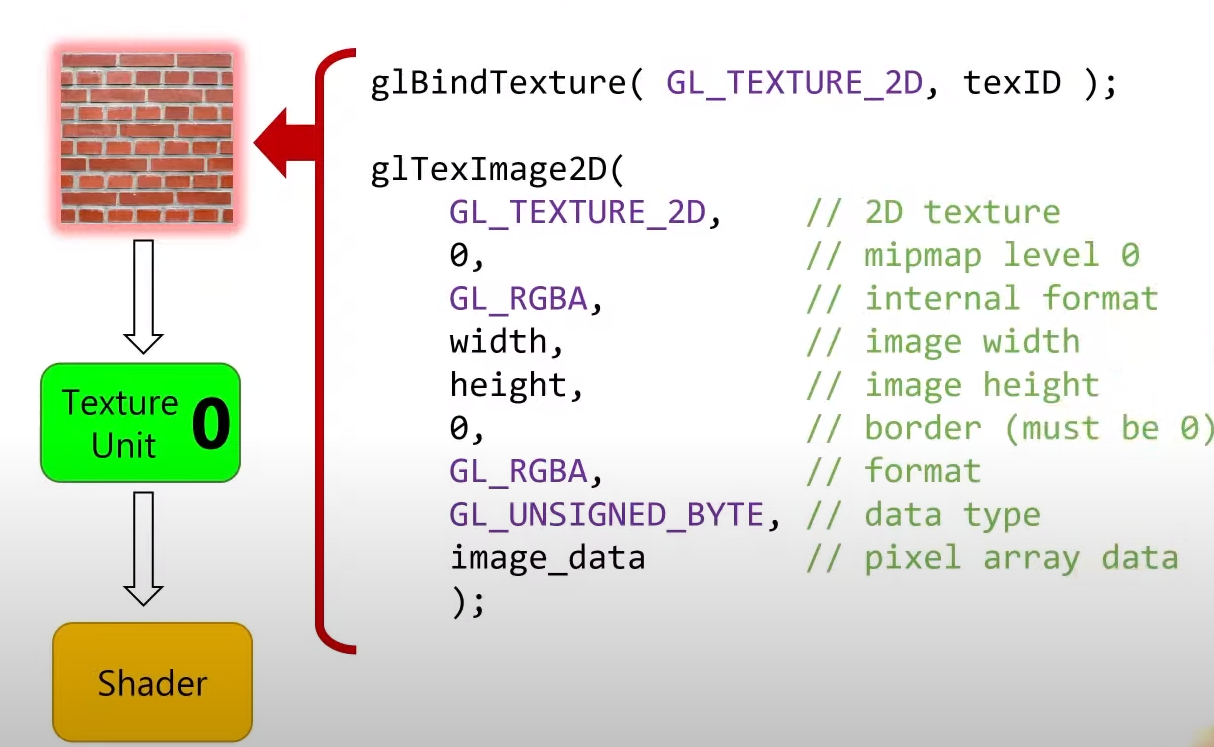 glBindTexture( GL_TEXTURE_2D, texID );
glTexImage2D(
GL_TEXTURE_2D, // 2D texture
0, // mipmap level 0
GL_RGBA, // internal format
width, // image width
height, // image height
0, // border (must be 0)
GL_RGBA, // format
GL_UNSIGNED_BYTE, // data type
image_data // pixel array data
);
Texture
Unit 0
Shader